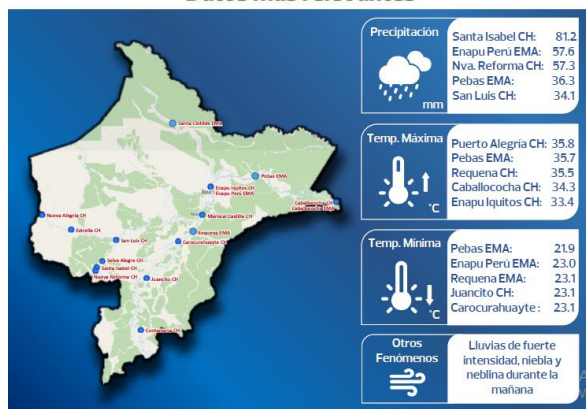 Precipitación
mm
Santa Isabel CH: 81.2
Enapu Perú EMA: 57.6
Nva. Reforma CH: 57.3
Pebas EMA: 36.3
San Luis CH: 34.1
Temp. Máxima
°C
Puerto Alegría CH: 35.8
Pebas EMA: 35.7
Requena CH: 35.5
Caballococha CH: 34.3
Enapu Iquitos CH: 33.4
Temp. Mínima
°C
Pebas EMA: 21.9
Enapu Perú EMA: 23.0
Requena EMA: 23.1
Juancito CH: 23.1
Carocurahuayte : 23.1
Otros
Fenómenos
Lluvias de fuerte
intensidad, niebla y
neblina durante la
mañana
Santa Clotilde EMA
Pebas EMA
Enapu Iquitos CH
Enapu Perú EMA
Caballococha CH
Caballococha EMA
Nueva Alegría CH
Mariscal Castilla CH
Estrella CH
Requena EMA
San Luis CH
Carocurahuayte CH
Selva Alegre CH
Santa Isabel CH
Nueva Reforma CH
Juancito CH
Contamana CH